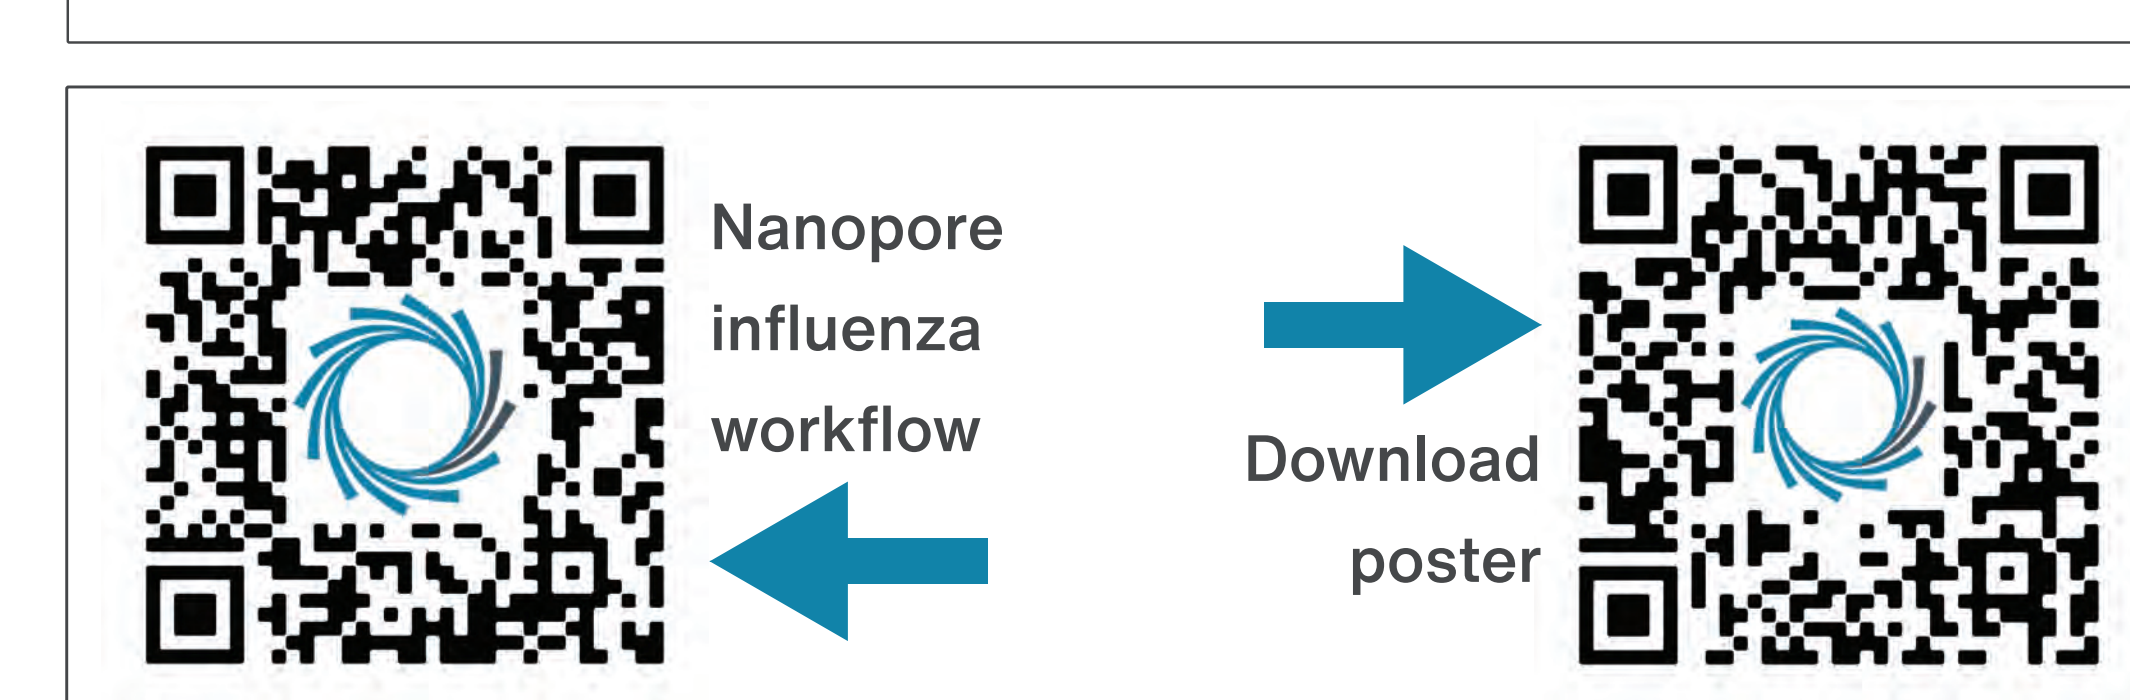 Nanopore
influenza
workflow
Download
poster